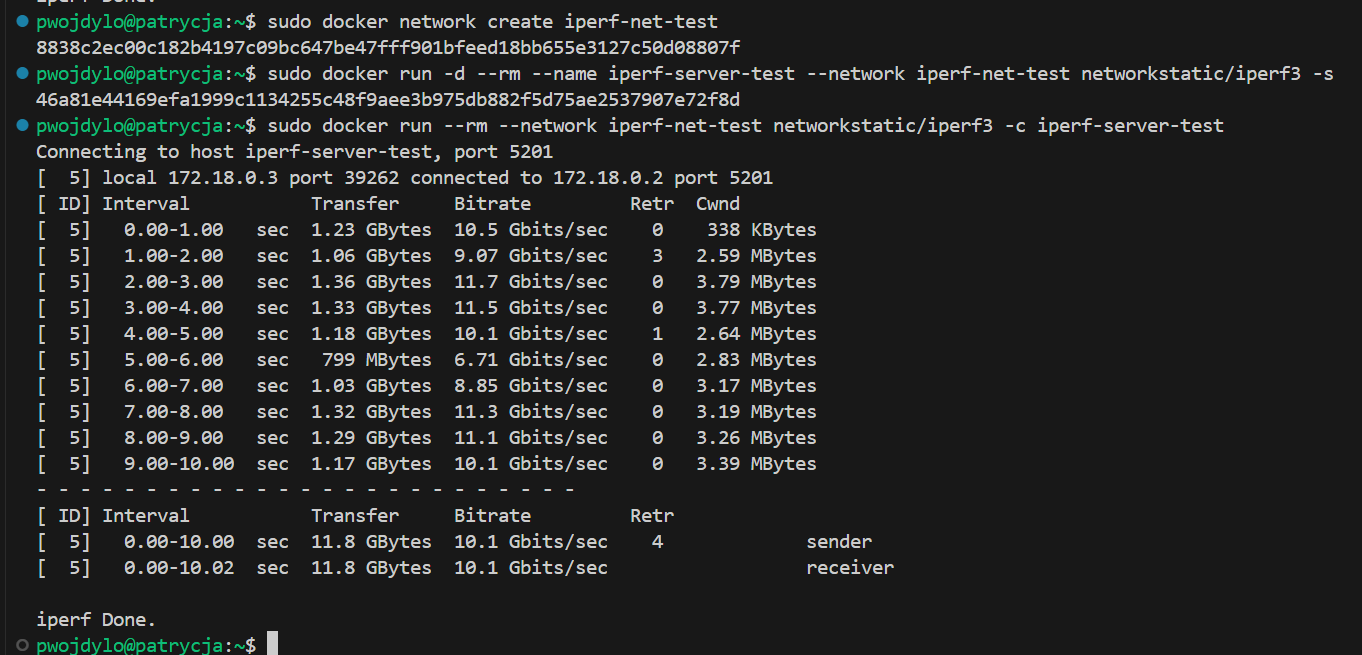 pwojdylo@patrycja:~$ sudo docker network create iperf-net-test
8838c2ec00c182b4197c09bc647be47fff901bfeed18bb655e3127c50d08807f
pwojdylo@patrycja:~$ sudo docker run -d --rm --name iperf-server-test --network iperf-net-test networkstatic/iperf3 -s
46a81e44169efa1999c1134255c48f9aee3b975db882f5d75ae2537907e72f8d
pwojdylo@patrycja:~$ sudo docker run --rm --network iperf-net-test networkstatic/iperf3 -c iperf-server-test
Connecting to host iperf-server-test, port 5201
[  5] local 172.18.0.3 port 39262 connected to 172.18.0.2 port 5201
[ ID] Interval           Transfer     Bitrate         Retr  Cwnd
[  5]   0.00-1.00   sec  1.23 GBytes  10.5 Gbits/sec    0    338 KBytes
[  5]   1.00-2.00   sec  1.06 GBytes  9.07 Gbits/sec    3   2.59 MBytes
[  5]   2.00-3.00   sec  1.36 GBytes  11.7 Gbits/sec    0   3.79 MBytes
[  5]   3.00-4.00   sec  1.33 GBytes  11.5 Gbits/sec    0   3.77 MBytes
[  5]   4.00-5.00   sec  1.18 GBytes  10.1 Gbits/sec    1   2.64 MBytes
[  5]   5.00-6.00   sec   799 MBytes  6.71 Gbits/sec    0   2.83 MBytes
[  5]   6.00-7.00   sec  1.03 GBytes  8.85 Gbits/sec    0   3.17 MBytes
[  5]   7.00-8.00   sec  1.32 GBytes  11.3 Gbits/sec    0   3.19 MBytes
[  5]   8.00-9.00   sec  1.29 GBytes  11.1 Gbits/sec    0   3.26 MBytes
[  5]   9.00-10.00  sec  1.17 GBytes  10.1 Gbits/sec    0   3.39 MBytes
- - - - - - - - - - - - - - - - - - - - - - - - -
[ ID] Interval           Transfer     Bitrate         Retr
[  5]   0.00-10.00  sec  11.8 GBytes  10.1 Gbits/sec    4             sender
[  5]   0.00-10.02  sec  11.8 GBytes  10.1 Gbits/sec                  receiver
iperf Done.
pwojdylo@patrycja:~$